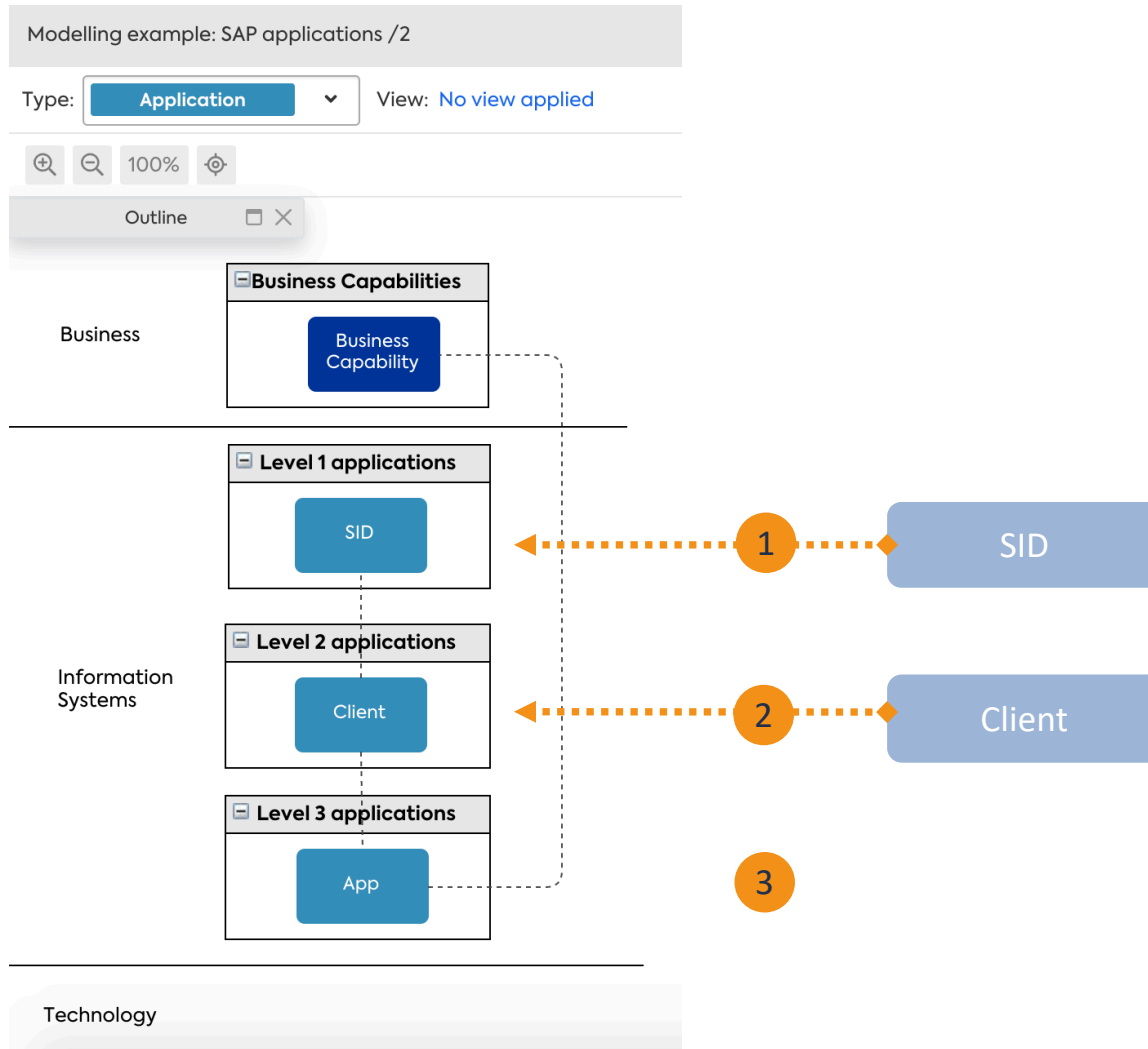 Modelling example: SAP applications /2
Type: Application View: No view applied
100%
Outline
Business Capabilities
Business
Business
Capability
Level 1 applications
SID
1
SID
Level 2 applications
Information
Systems
Client
2
Client
Level 3 applications
App
3
Technology